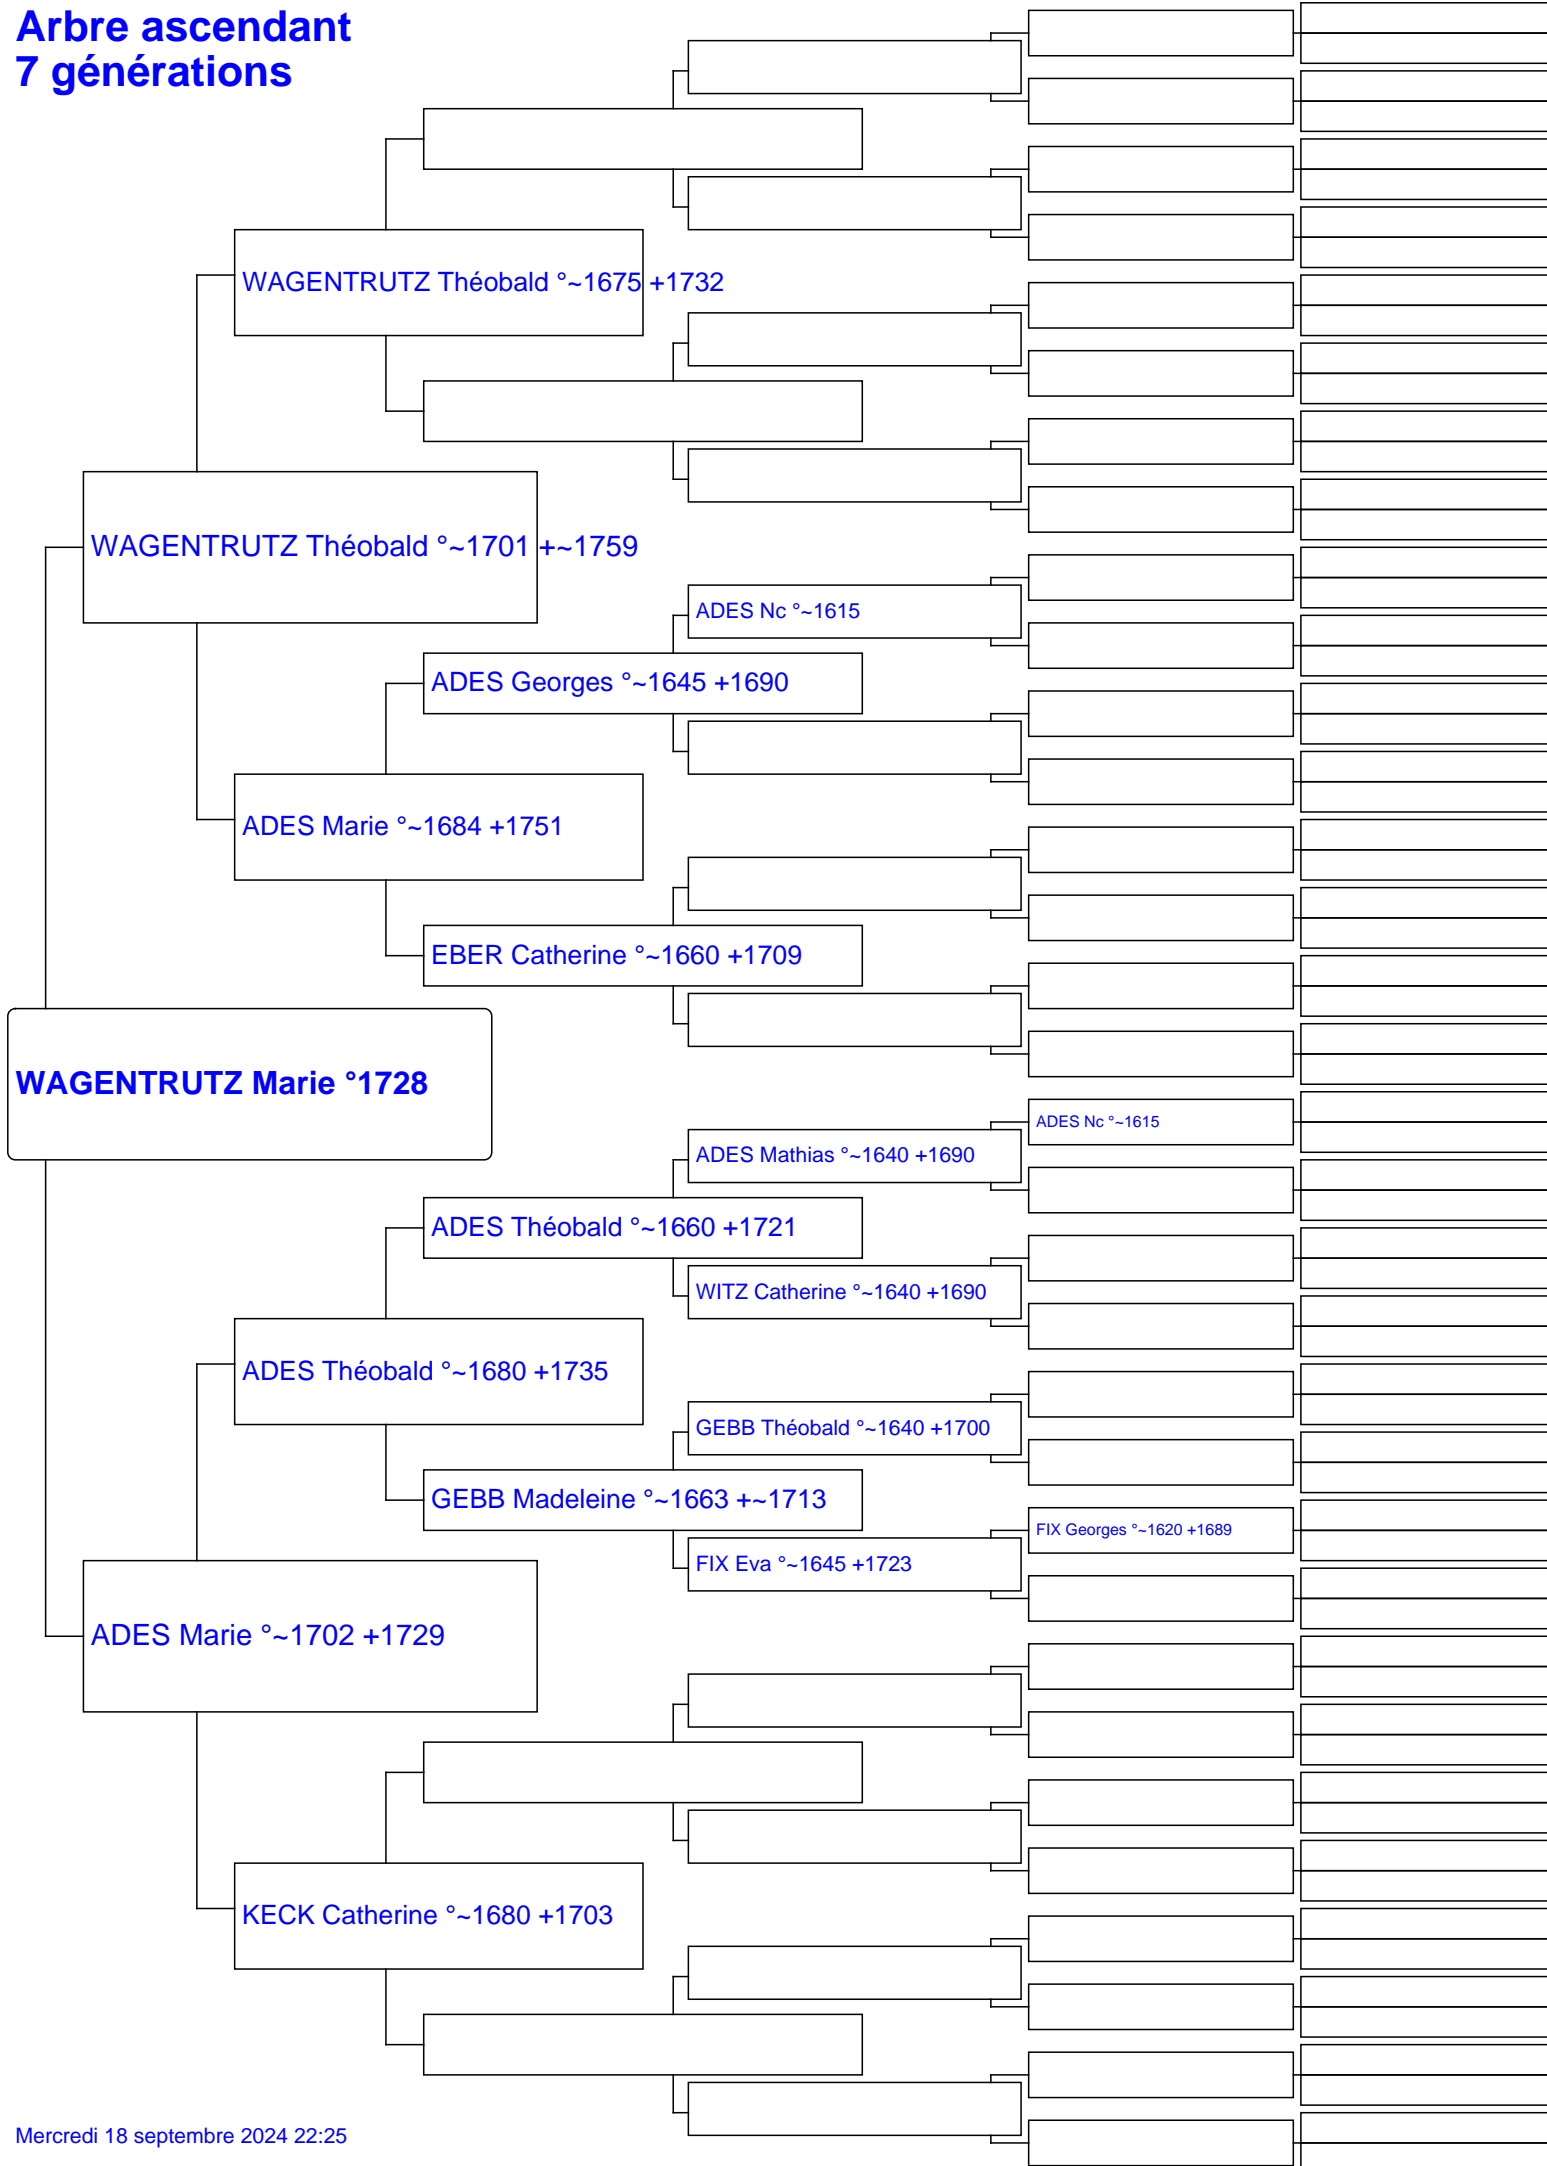 Arbre ascendant
7 générations
WAGENTRUTZ Théobald °~1675 +1732
WAGENTRUTZ Théobald °~1701 +~1759
ADES Nc °~1615
ADES Georges °~1645 +1690
ADES Marie °~1684 +1751
EBER Catherine °~1660 +1709
WAGENTRUTZ Marie °1728
ADES Nc °~1615
ADES Mathias °~1640 +1690
ADES Théobald °~1660 +1721
WITZ Catherine °~1640 +1690
ADES Théobald °~1680 +1735
GEBB Théobald °~1640 +1700
GEBB Madeleine °~1663 +~1713
FIX Georges °~1620 +1689
FIX Eva °~1645 +1723
ADES Marie °~1702 +1729
KECK Catherine °~1680 +1703
Mercredi 18 septembre 2024 22:25